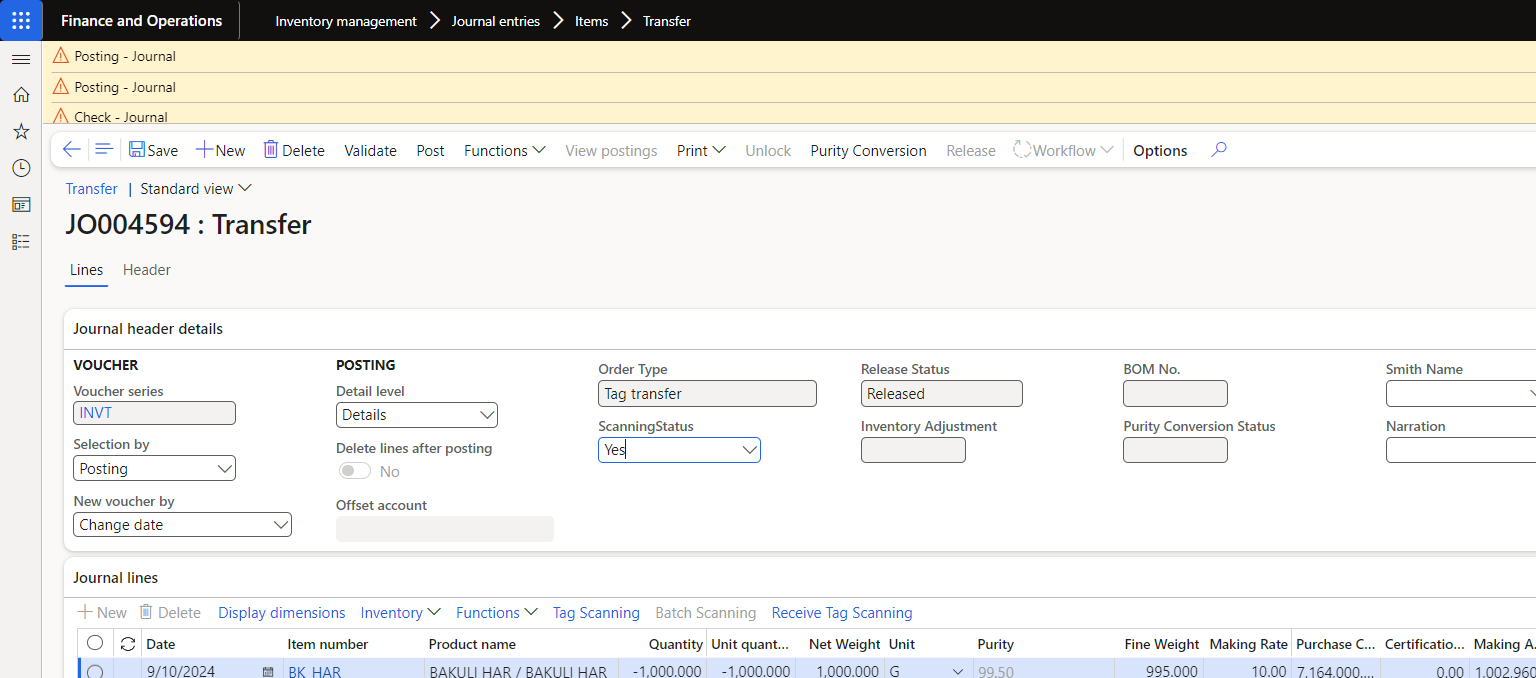 Finance and Operations Inventory management Journal entries Items Transfer
Posting - Journal
Posting - Journal
Check - Journal
Save New Delete Validate Post Functions View postings Print Unlock Purity Conversion Release Workflow Options
Transfer | Standard view
JO004594 : Transfer
Lines Header
Journal header details
VOUCHER
Voucher series
INVT
Selection by
Posting
New voucher by
Change date
POSTING
Detail level
Details
Delete lines after posting
No
Offset account
Order Type
Tag transfer
ScanningStatus
Yes
Release Status
Released
Inventory Adjustment
BOM No.
Purity Conversion Status
Smith Name
Narration
Journal lines
New Delete Display dimensions Inventory Functions Tag Scanning Batch Scanning Receive Tag Scanning
Date Item number Product name Quantity Unit quant... Net Weight Unit Purity Fine Weight Making Rate Purchase C... Certificatio... Making A.
9/10/2024 BK_HAR BAKULI HAR / BAKULI HAR -1,000.000 -1,000.000 1,000.000 G 99.50 995.000 10.00 7,164,000.... 0.00 1,002,960